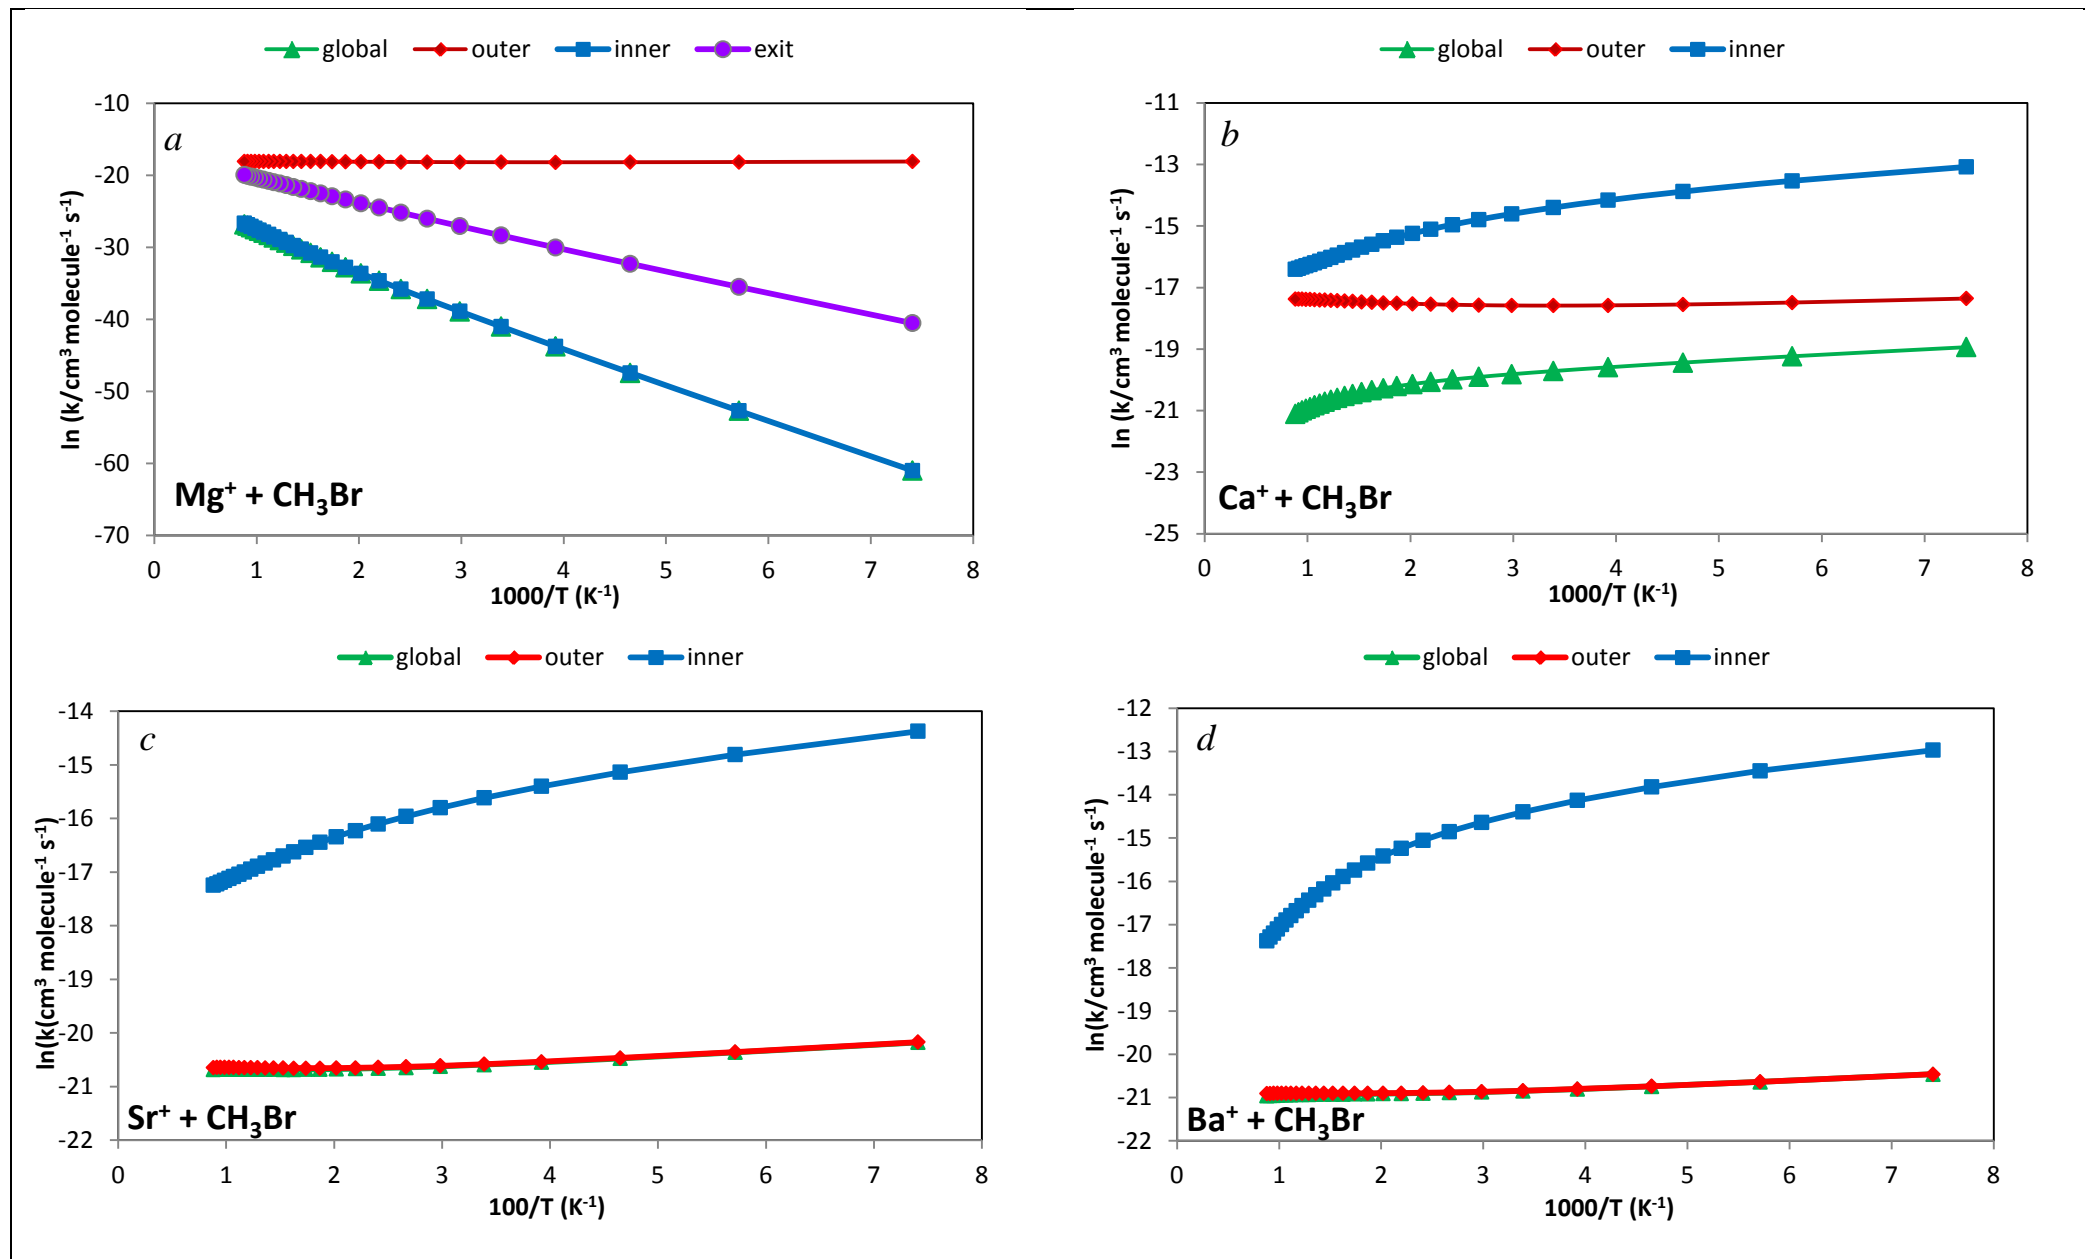 global outer inner exit
a
ln (k/cm³ molecule⁻¹ s⁻¹)
-10
-20
-30
-40
-50
-60
-70
Mg⁺ + CH₃Br
0 1 2 3 4 5 6 7 8
1000/T (K⁻¹)
global outer inner
b
ln (k/cm³ molecule⁻¹ s⁻¹)
-11
-13
-15
-17
-19
-21
-23
-25
Ca⁺ + CH₃Br
0 1 2 3 4 5 6 7 8
1000/T (K⁻¹)
global outer inner
c
ln(k(cm³ molecule⁻¹ s⁻¹)
-14
-15
-16
-17
-18
-19
-20
-21
-22
Sr⁺ + CH₃Br
0 1 2 3 4 5 6 7 8
100/T (K⁻¹)
global outer inner
d
ln(k/cm³ molecule⁻¹ s⁻¹)
-12
-13
-14
-15
-16
-17
-18
-19
-20
-21
-22
Ba⁺ + CH₃Br
0 1 2 3 4 5 6 7 8
1000/T (K⁻¹)